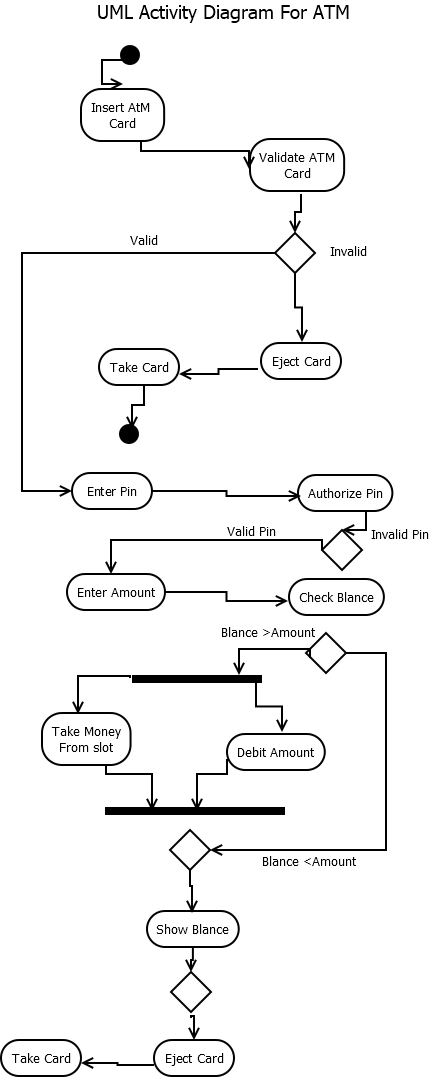 UML Activity Diagram For ATM
Insert AtM
Card
Validate ATM
Card
Valid
Invalid
Take Card
Eject Card
Enter Pin
Authorize Pin
Valid Pin
Invalid Pin
Enter Amount
Check Blance
Blance >Amount
Take Money
From slot
Debit Amount
Blance <Amount
Show Blance
Take Card
Eject Card